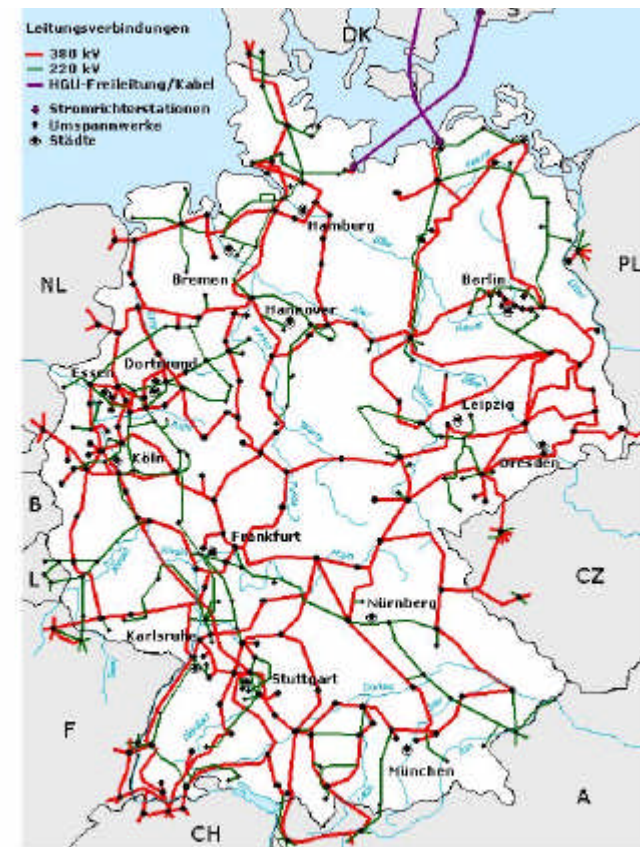 Leitungsverbindungen
380 kV
220 kV
HGÜ-Freileitung/Kabel
Stromrichterstationen
Umspannwerke
Städte
DK
S
Hamburg
Bremen
NL
PL
Berlin
Hannover
Essen
Dortmund
Leipzig
Köln
Dresden
B
Frankfurt
L
CZ
Nürnberg
Karlsruhe
Stuttgart
Donau
F
München
A
CH